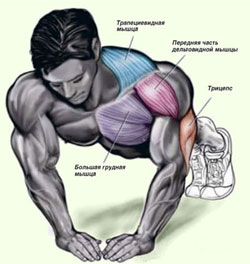 Трапециевидная
мышца
Передняя часть
дельтовидной мышцы
Трицепс
Большая грудная
мышца